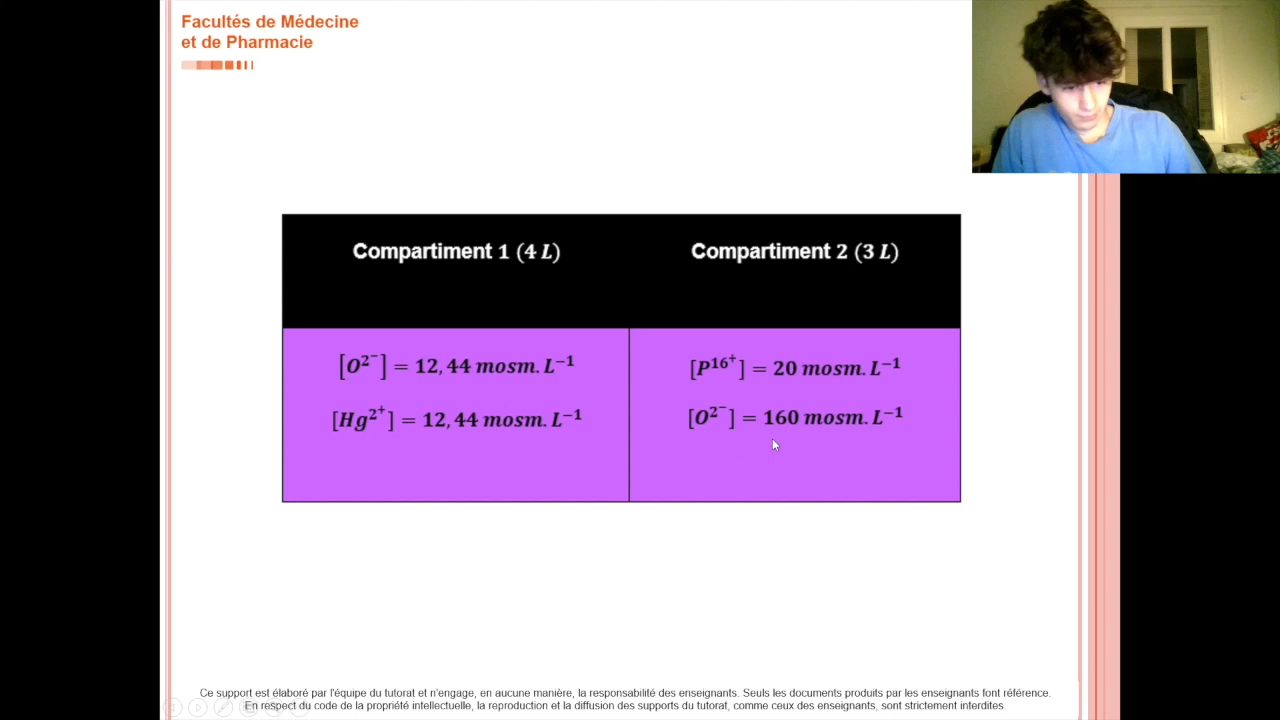 Facultés de Médecine
et de Pharmacie
Compartiment 1 (4 L)
Compartiment 2 (3 L)
[O²⁻] = 12, 44 mosm. L⁻¹
[Hg²⁺] = 12, 44 mosm. L⁻¹
[P¹⁶⁺] = 20 mosm. L⁻¹
[O²⁻] = 160 mosm. L⁻¹
Ce support est élaboré par l'équipe du tutorat et n'engage, en aucune manière, la responsabilité des enseignants. Seuls les documents produits par les enseignants font référence.
En respect du code de la propriété intellectuelle, la reproduction et la diffusion des supports du tutorat, comme ceux des enseignants, sont strictement interdites.